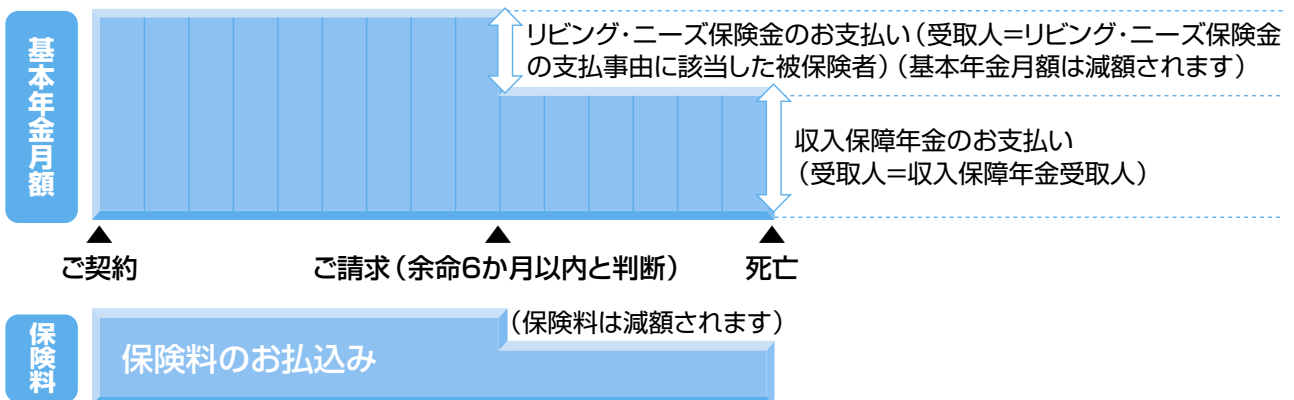 基本年金月額
リビング・ニーズ保険金のお支払い（受取人＝リビング・ニーズ保険金
の支払事由に該当した被保険者）（基本年金月額は減額されます）
収入保障年金のお支払い
（受取人＝収入保障年金受取人）
ご契約
ご請求（余命6か月以内と判断）
死亡
保険料
（保険料は減額されます）
保険料のお払込み